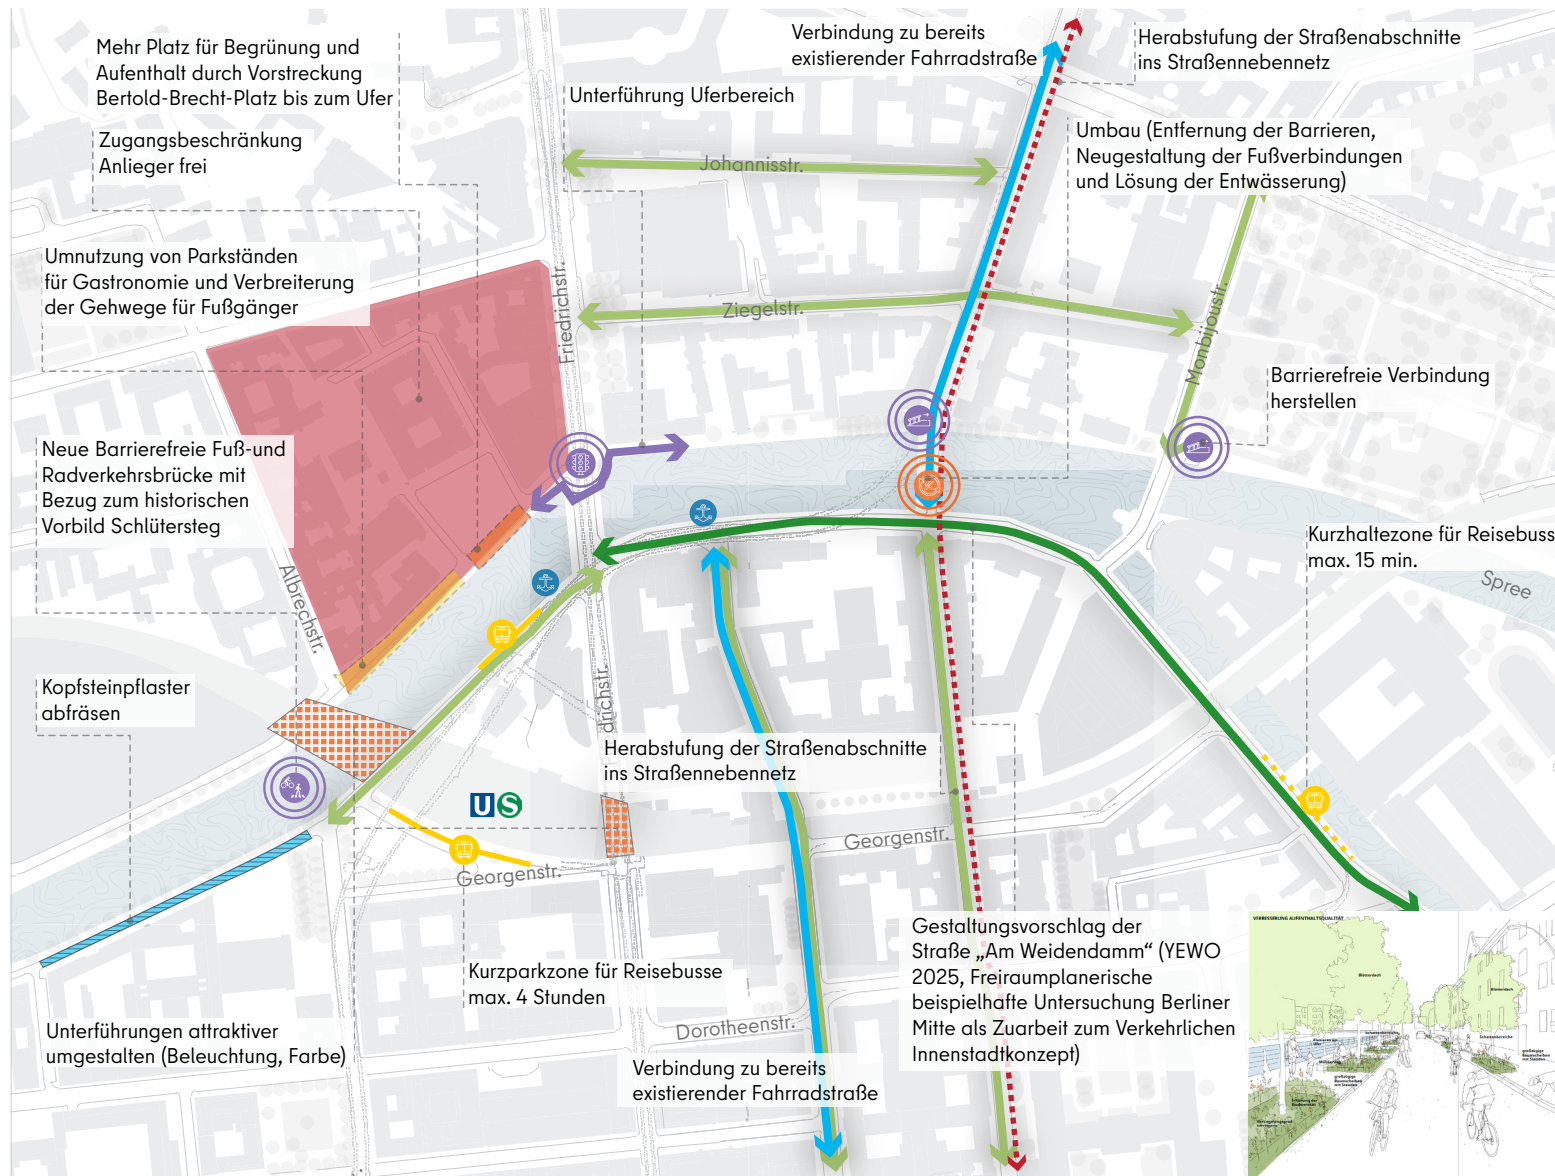 Mehr Platz für Begrünung und
Aufenthalt durch Vorstreckung
Bertold-Brecht-Platz bis zum Ufer
Zugangsbeschränkung
Anlieger frei
Umnutzung von Parkständen
für Gastronomie und Verbreiterung
der Gehwege für Fußgänger
Neue Barrierefreie Fuß-und
Radverkehrsbrücke mit
Bezug zum historischen
Vorbild Schlütersteg
Kopfsteinpflaster
abfräsen
Unterführungen attraktiver
umgestalten (Beleuchtung, Farbe)
Unterführung Uferbereich
Verbindung zu bereits
existierender Fahrradstraße
Herabstufung der Straßenabschnitte
ins Straßennebennetz
Umbau (Entfernung der Barrieren,
Neugestaltung der Fußverbindungen
und Lösung der Entwässerung)
Barrierefreie Verbindung
herstellen
Kurzhaltezone für Reisebuss
max. 15 min.
Spree
Johannisstr.
Ziegelstr.
Friedrichstr.
Monbijoustr.
Albrechstr.
drichstr.
Herabstufung der Straßenabschnitte
ins Straßennebennetz
U S
Georgenstr.
Georgenstr.
Kurzparkzone für Reisebusse
max. 4 Stunden
Dorotheenstr.
Verbindung zu bereits
existierender Fahrradstraße
Gestaltungsvorschlag der
Straße „Am Weidendamm“ (YEWO
2025, Freiraumplanerische
beispielhafte Untersuchung Berliner
Mitte als Zuarbeit zum Verkehrlichen
Innenstadtkonzept)
VERBESSERUNG AUFENTHALTSQUALITÄT
Blätterdach
Blätterdach